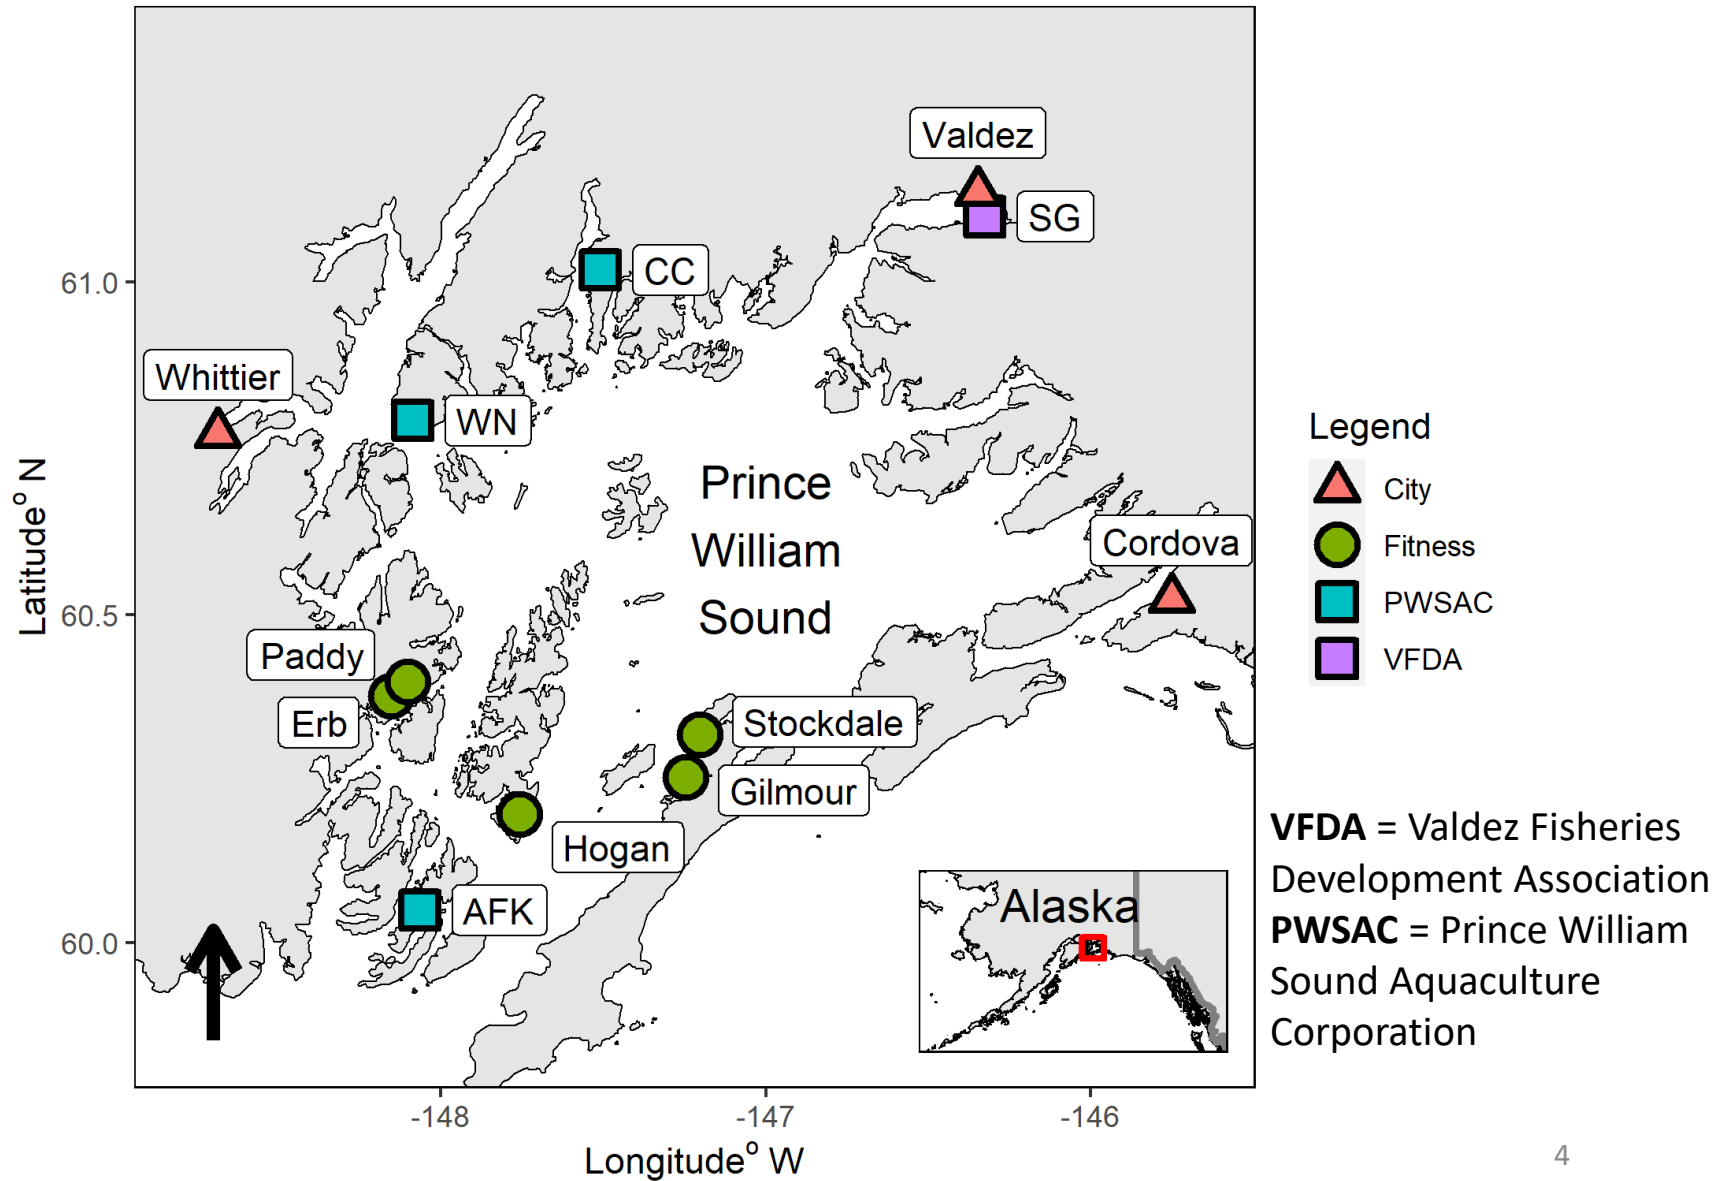 Valdez
SG
CC
61.0
Whittier
WN
Prince
William
Sound
Cordova
Latitude° N
60.5
Paddy
Erb
Stockdale
Gilmour
Hogan
AFK
60.0
Alaska
-148
-147
-146
Longitude° W
Legend
City
Fitness
PWSAC
VFDA
VFDA = Valdez Fisheries
Development Association
PWSAC = Prince William
Sound Aquaculture
Corporation
4